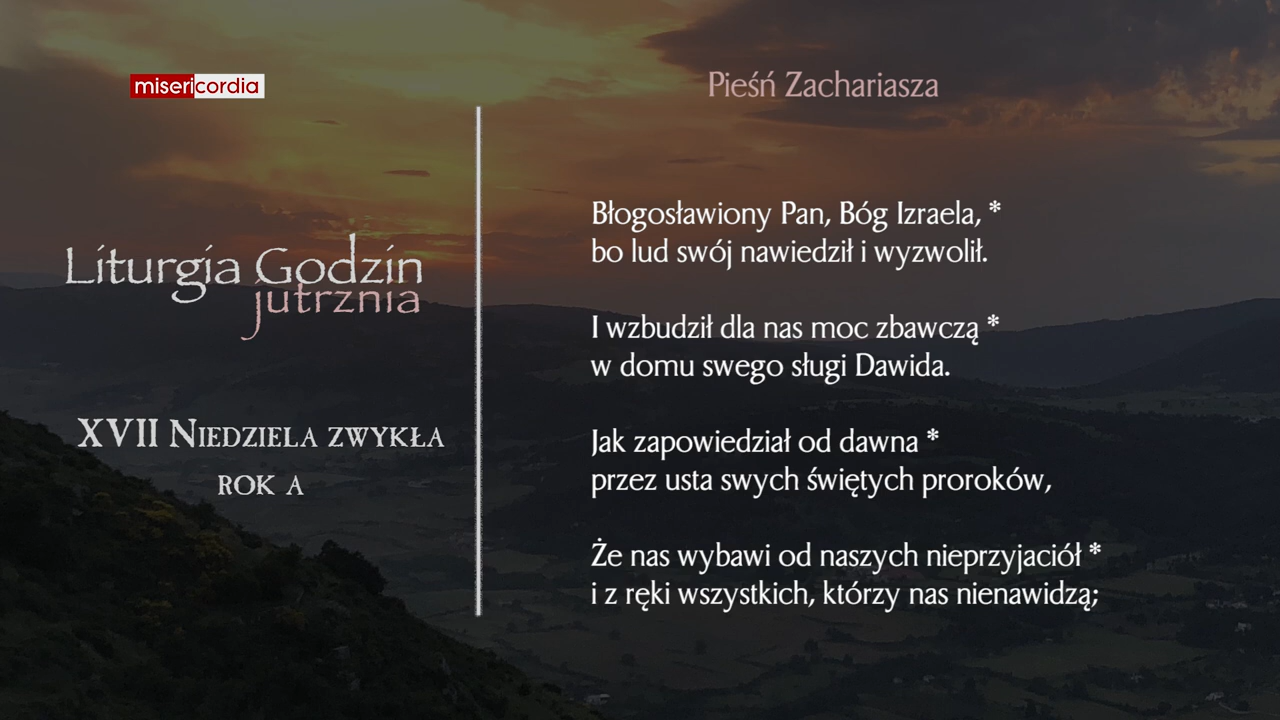 misericordia
Liturgia Godzin
jutrznia
XVII Niedziela zwykła
rok A
Pieśń Zachariasza
Błogosławiony Pan, Bóg Izraela, *
bo lud swój nawiedził i wyzwolił.
I wzbudził dla nas moc zbawczą *
w domu swego sługi Dawida.
Jak zapowiedział od dawna *
przez usta swych świętych proroków,
Że nas wybawi od naszych nieprzyjaciół *
i z ręki wszystkich, którzy nas nienawidzą;